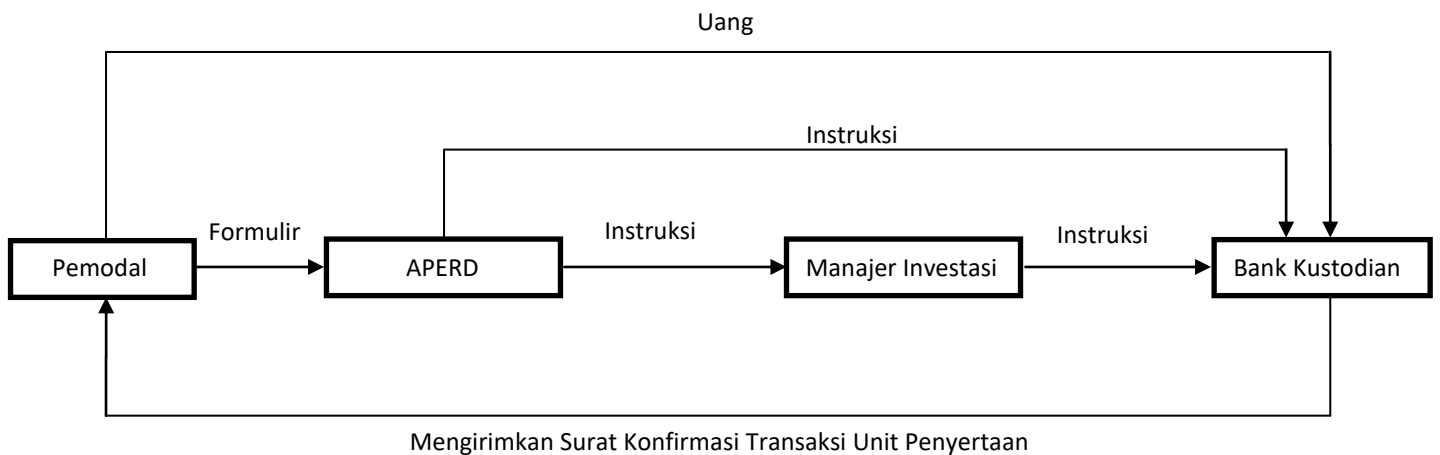 Uang
Instruksi
Formulir
Instruksi
Instruksi
Pemodal
APERD
Manajer Investasi
Bank Kustodian
Mengirimkan Surat Konfirmasi Transaksi Unit Penyertaan